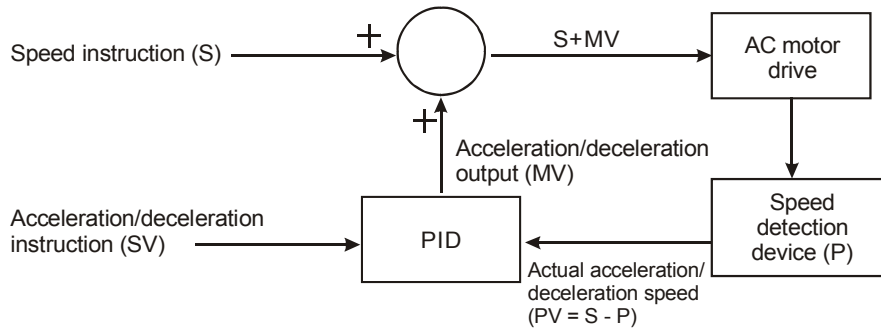 Speed instruction (S)
+
S+MV
AC motor
drive
+
Acceleration/deceleration
output (MV)
Acceleration/deceleration
instruction (SV)
PID
Speed
detection
device (P)
Actual acceleration/
deceleration speed
(PV = S - P)